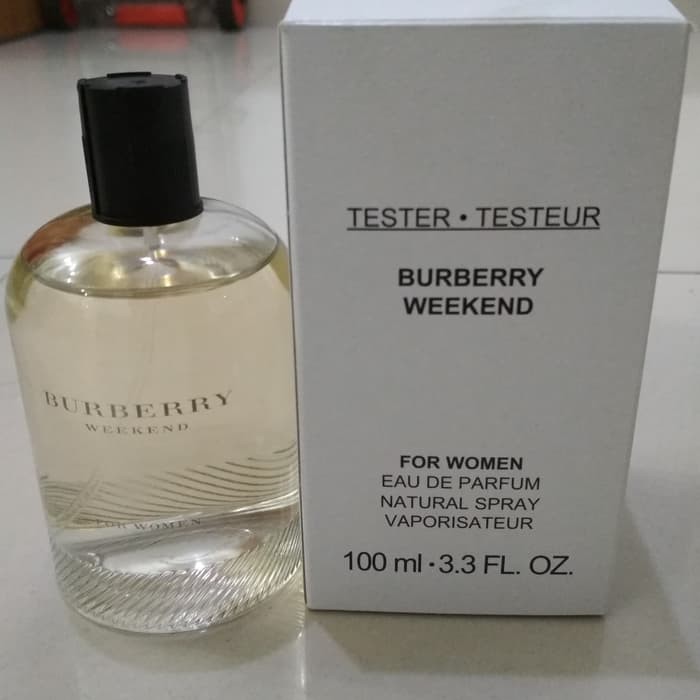 BURBERRY
WEEKEND
FOR WOMEN
TESTER • TESTEUR
BURBERRY
WEEKEND
FOR WOMEN
EAU DE PARFUM
NATURAL SPRAY
VAPORISATEUR
100 ml • 3.3 FL. OZ.